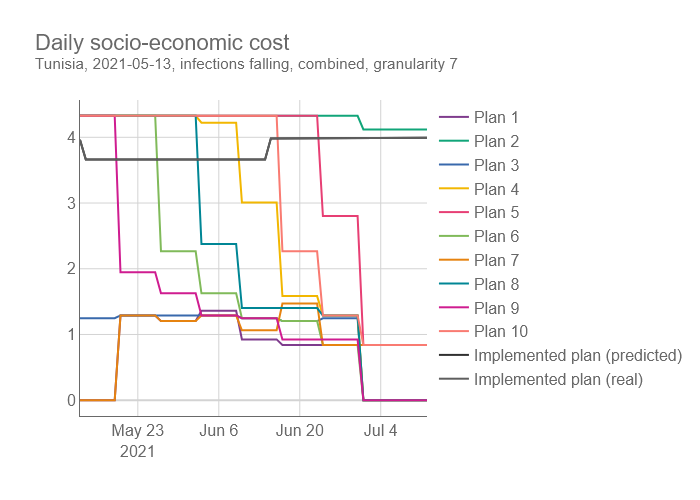 Daily socio-economic cost
Tunisia, 2021-05-13, infections falling, combined, granularity 7
4
3
2
1
0
May 23
2021
Jun 6
Jun 20
Jul 4
Plan 1
Plan 2
Plan 3
Plan 4
Plan 5
Plan 6
Plan 7
Plan 8
Plan 9
Plan 10
Implemented plan (predicted)
Implemented plan (real)